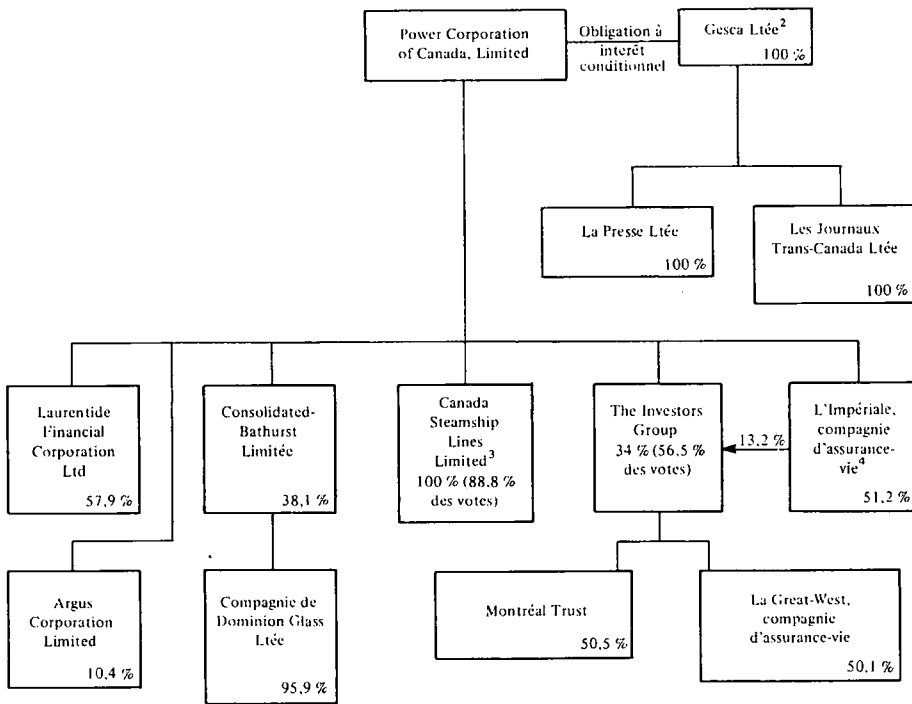 Power Corporation
of Canada, Limited
Obligation à
intérêt
conditionnel
Gesca Ltée2
100 %
La Presse Ltée
100 %
Les Journaux
Trans-Canada Ltée
100 %
Laurentide
Financial
Corporation
Ltd
57,9 %
Consolidated-
Bathurst
Limitée
38,1 %
Canada
Steamship
Lines
Limited3
100 % (88,8 %
des votes)
The Investors
Group
34 % (56,5 %
des votes)
13,2 %
L'Impériale,
compagnie
d'assurance-
vie4
51,2 %
Argus
Corporation
Limited
10,4 %
Compagnie de
Dominion Glass
Ltée
95,9 %
Montréal Trust
50,5 %
La Great-West,
compagnie
d'assurance-vie
50,1 %